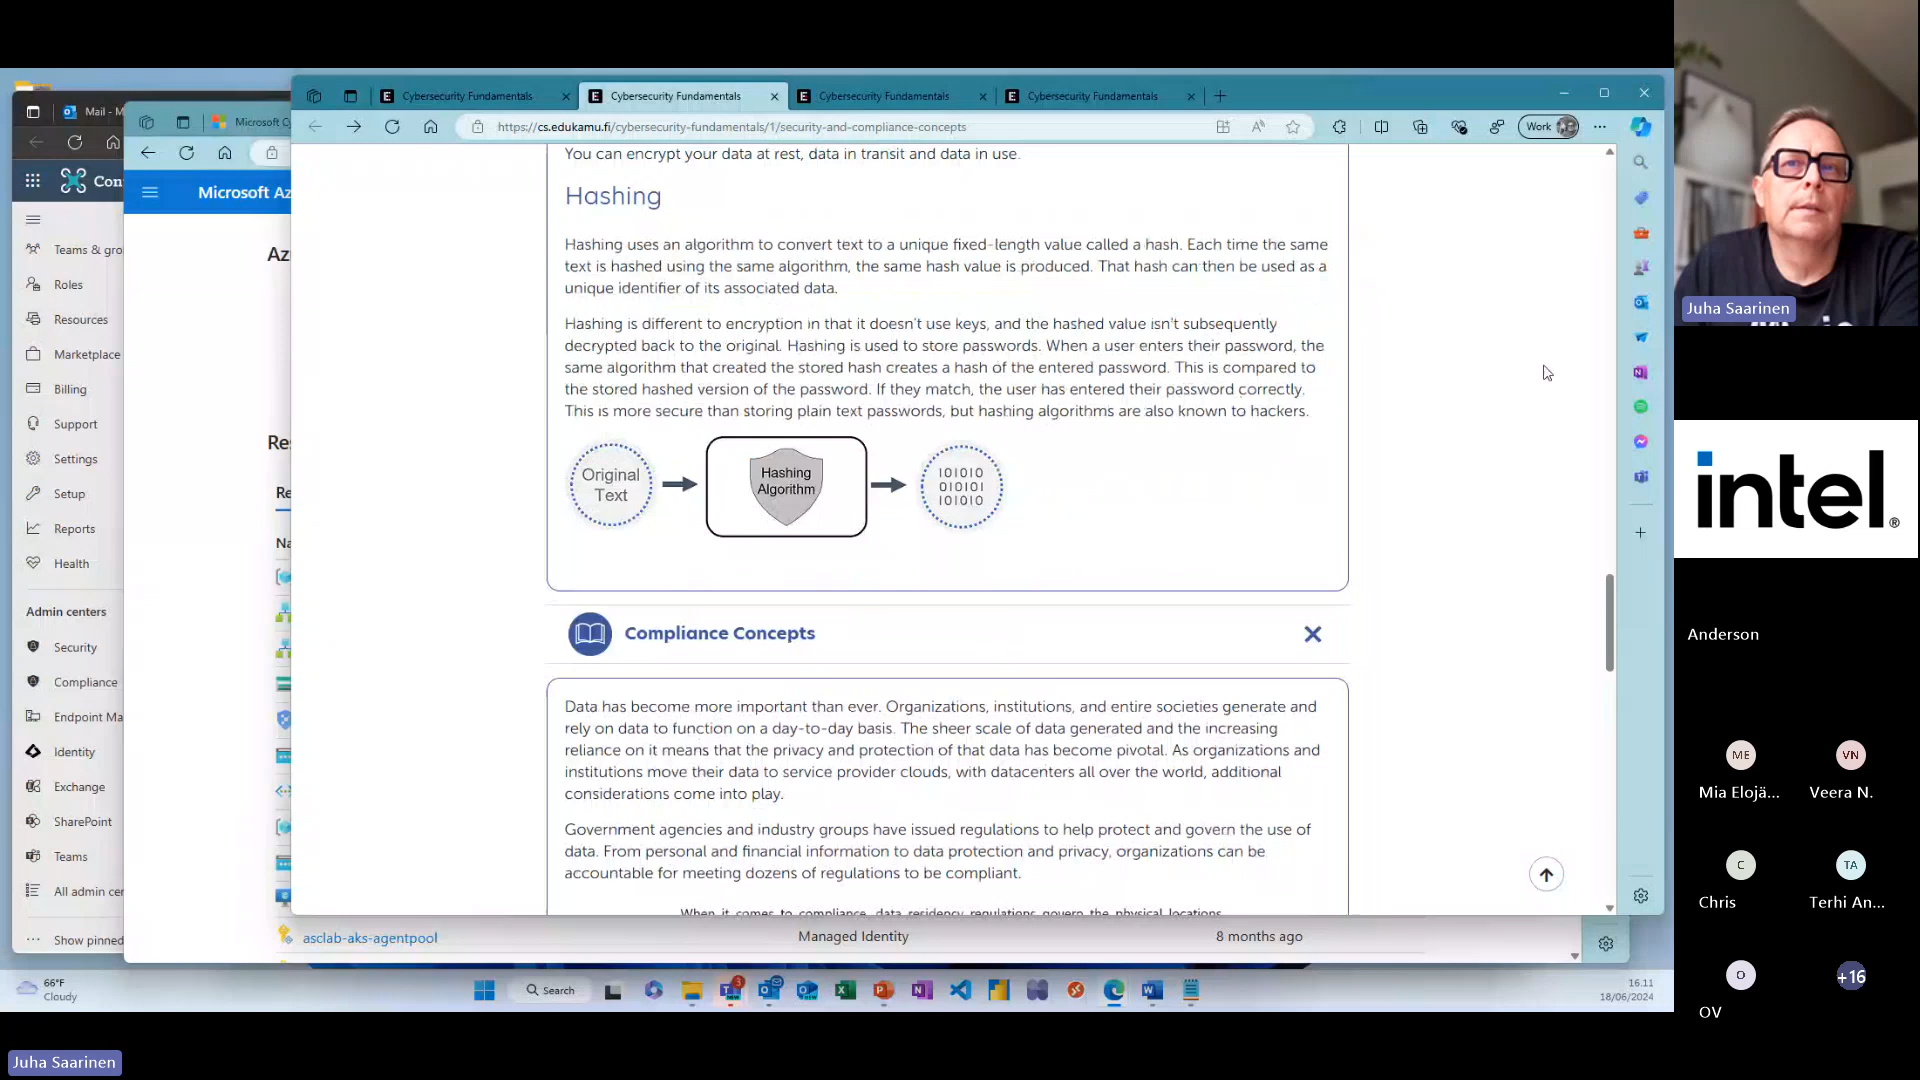 Mail - M
Con
Teams & gro
Roles
Resources
Marketplace
Billing
Support
Settings
Setup
Reports
Health
Admin centers
Security
Compliance
Endpoint Ma
Identity
Exchange
SharePoint
Teams
All admin cen
Show pinned
Microsoft C
Microsoft Az
Az
Re
Re
Na
asclab-aks-agentpool
Managed Identity
8 months ago
Cybersecurity Fundamentals
Cybersecurity Fundamentals
Cybersecurity Fundamentals
Cybersecurity Fundamentals
https://cs.edukamu.fi/cybersecurity-fundamentals/1/security-and-compliance-concepts
Work
You can encrypt your data at rest, data in transit and data in use.
Hashing
Hashing uses an algorithm to convert text to a unique fixed-length value called a hash. Each time the same
text is hashed using the same algorithm, the same hash value is produced. That hash can then be used as a
unique identifier of its associated data.
Hashing is different to encryption in that it doesn't use keys, and the hashed value isn't subsequently
decrypted back to the original. Hashing is used to store passwords. When a user enters their password, the
same algorithm that created the stored hash creates a hash of the entered password. This is compared to
the stored hashed version of the password. If they match, the user has entered their password correctly.
This is more secure than storing plain text passwords, but hashing algorithms are also known to hackers.
Original
Text
Hashing
Algorithm
101010
010101
101010
Compliance Concepts
Data has become more important than ever. Organizations, institutions, and entire societies generate and
rely on data to function on a day-to-day basis. The sheer scale of data generated and the increasing
reliance on it means that the privacy and protection of that data has become pivotal. As organizations and
institutions move their data to service provider clouds, with datacenters all over the world, additional
considerations come into play.
Government agencies and industry groups have issued regulations to help protect and govern the use of
data. From personal and financial information to data protection and privacy, organizations can be
accountable for meeting dozens of regulations to be compliant.
When it comes to compliance, data residency regulations govern the physical locations
66°F
Cloudy
Search
16.11
18/06/2024
Juha Saarinen
Juha Saarinen
intel
Anderson
ME
VN
Mia Elojä...
Veera N.
C
TA
Chris
Terhi An...
O
+16
OV